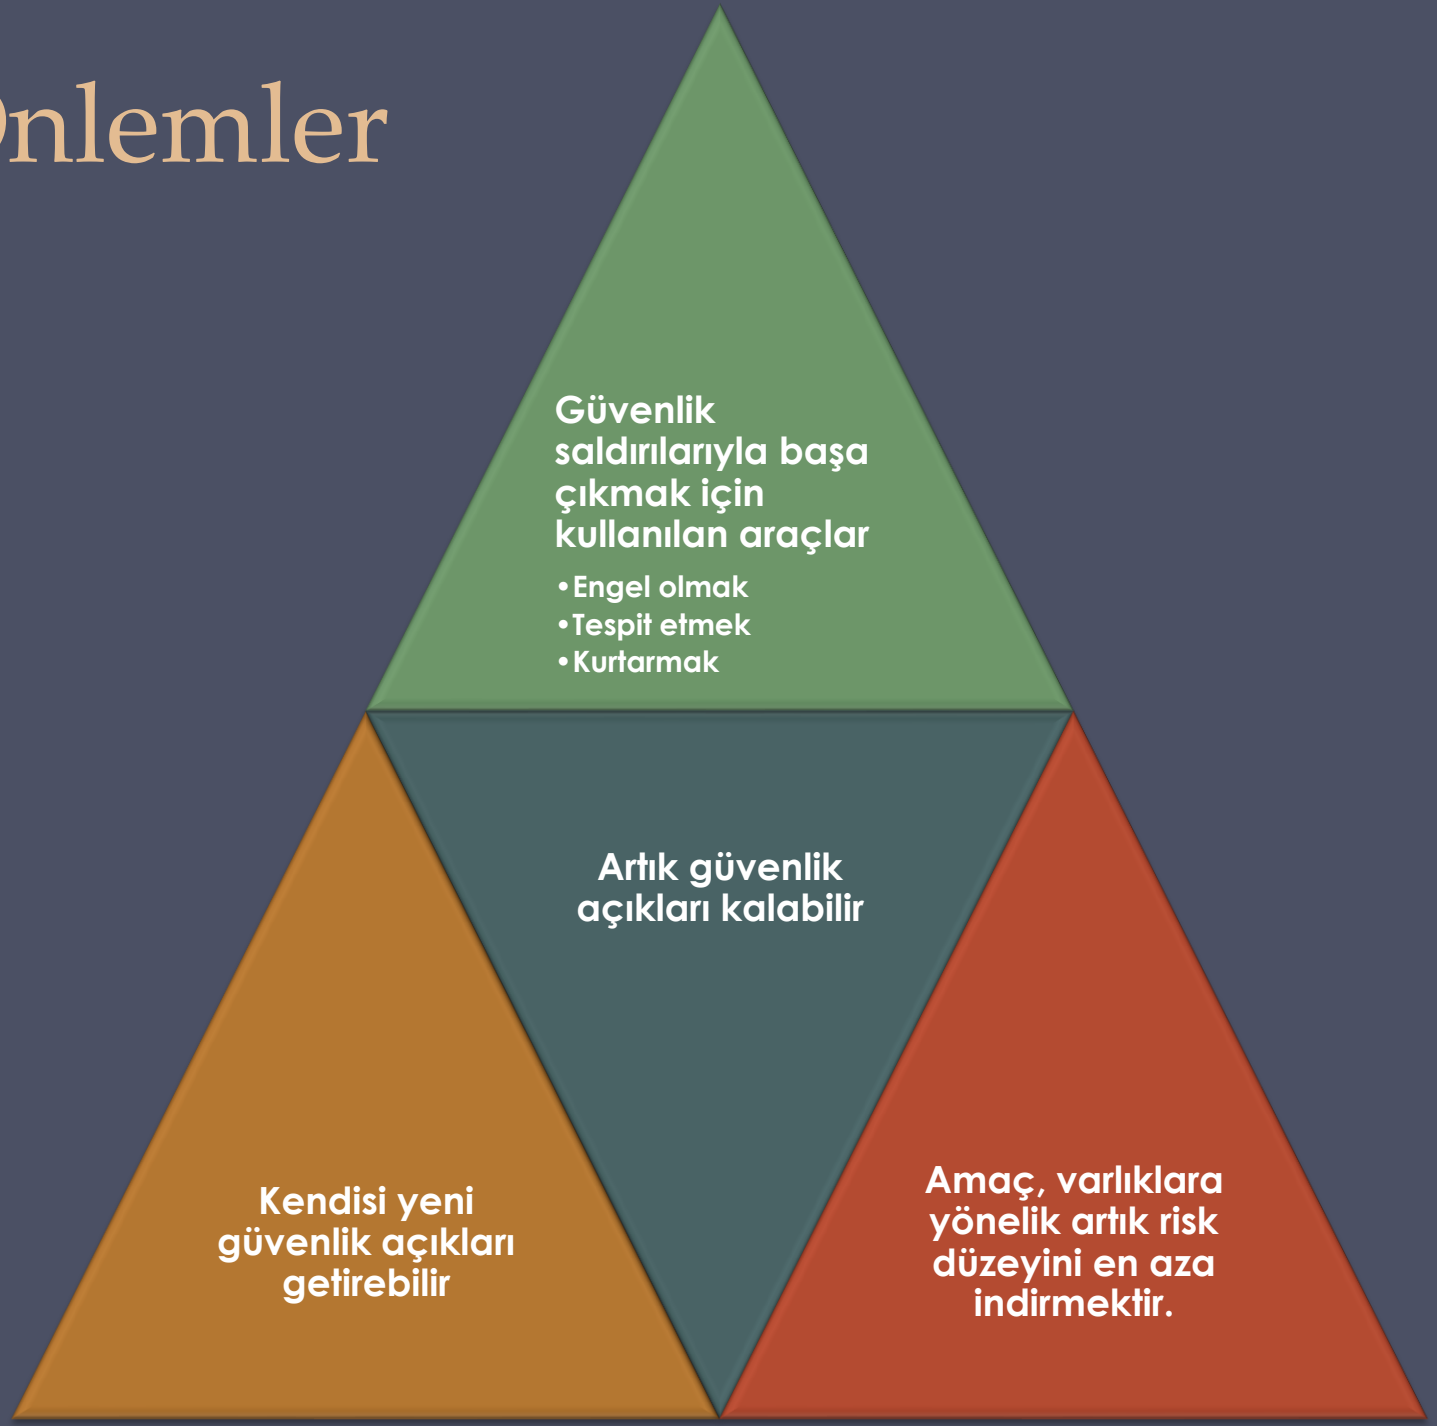 Önlemler
Güvenlik
saldırılarıyla başa
çıkmak için
kullanılan araçlar
•Engel olmak
•Tespit etmek
•Kurtarmak
Artık güvenlik
açıkları kalabilir
Kendisi yeni
güvenlik açıkları
getirebilir
Amaç, varlıklara
yönelik artık risk
düzeyini en aza
indirmektir.